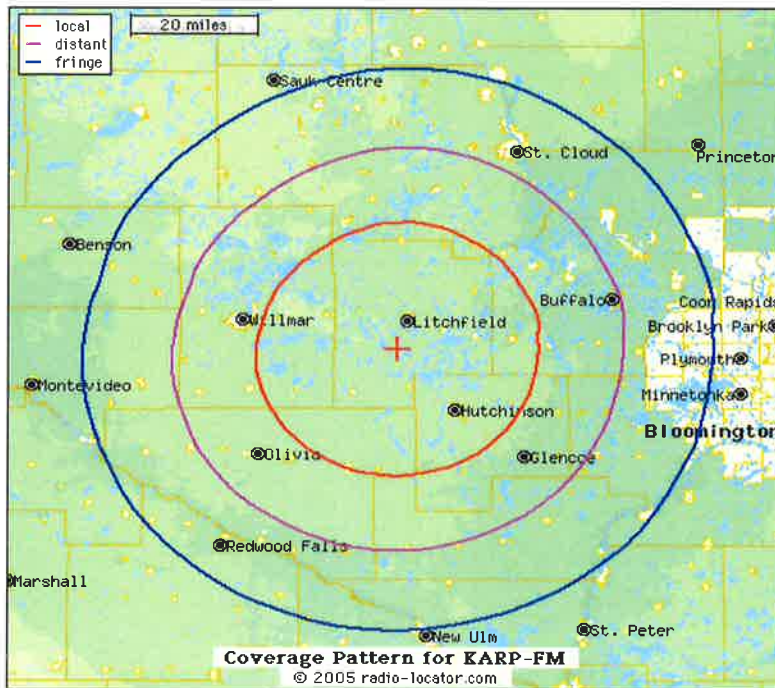 local
distant
fringe
20 miles
Sauk Centre
St. Cloud
Princeton
Benson
Buffalo
Coon Rapids
Willmar
Litchfield
Brooklyn Park
Plymouth
Montevideo
Minnetonka
Hutchinson
Bloomington
Olivia
Glencoe
Redwood Falls
Marshall
New Ulm
St. Peter
Coverage Pattern for KARP-FM
© 2005 radio-locator.com